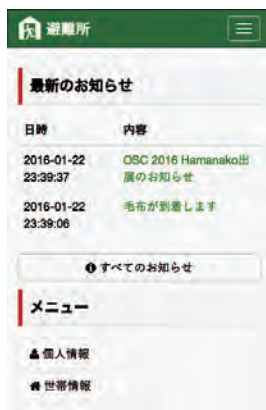 避難所
最新のお知らせ
日時 内容
2016-01-22 OSC 2016 Hamanako出
23:39:37 展のお知らせ
2016-01-22 毛布が到着します
23:39:06
すべてのお知らせ
メニュー
個人情報
世帯情報